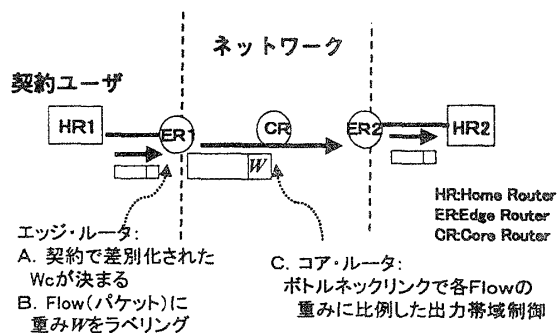 ネットワーク
契約ユーザ
HR1
ER1
CR
ER2
HR2
W
HR:Home Router
ER:Edge Router
CR:Core Router
エッジ・ルータ:
A. 契約で差別化された
Wcが決まる
B. Flow(パケット)に
重みWをラベリング
C. コア・ルータ:
ボトルネックリンクで各Flowの
重みに比例した出力帯域制御